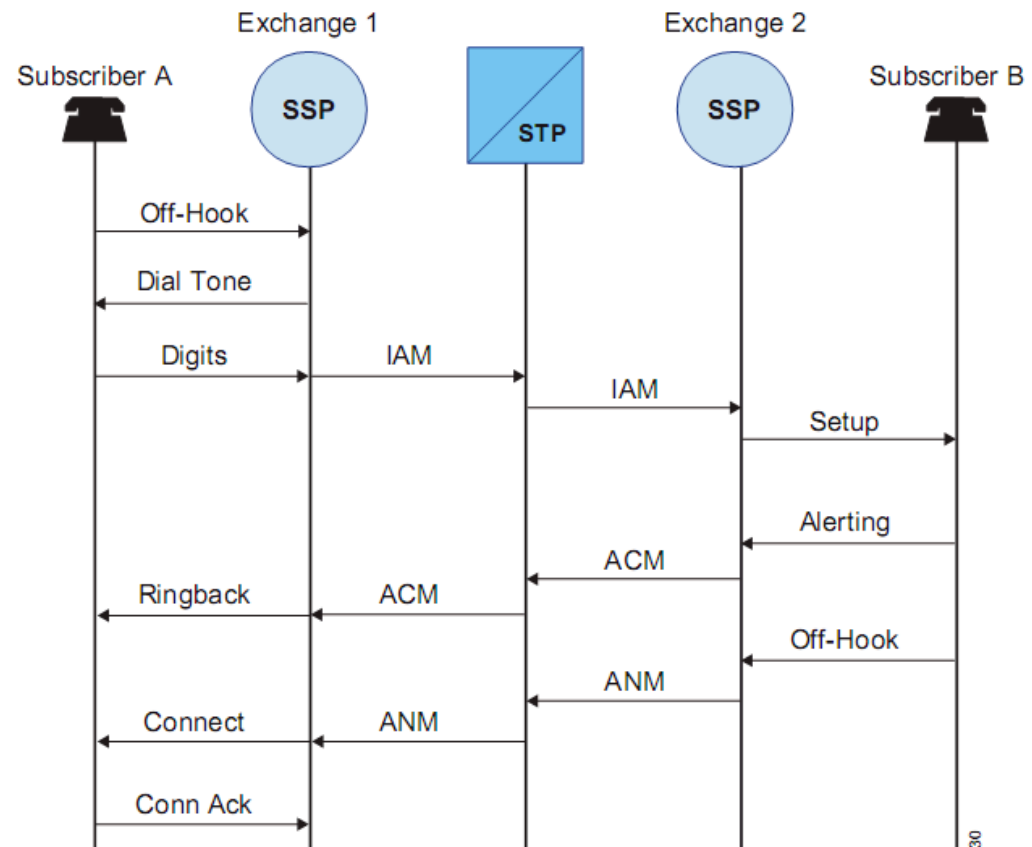 Exchange 1
Exchange 2
Subscriber A
Subscriber B
SSP
STP
SSP
Off-Hook
Dial Tone
Digits
IAM
IAM
Setup
Alerting
ACM
Ringback
ACM
Off-Hook
ANM
Connect
ANM
Conn Ack
30